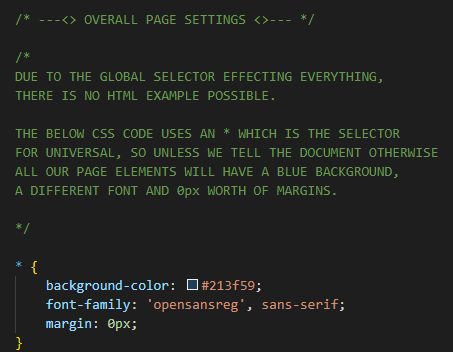 /* ---<> OVERALL PAGE SETTINGS <>--- */
/*
DUE TO THE GLOBAL SELECTOR EFFECTING EVERYTHING,
THERE IS NO HTML EXAMPLE POSSIBLE.
THE BELOW CSS CODE USES AN * WHICH IS THE SELECTOR
FOR UNIVERSAL, SO UNLESS WE TELL THE DOCUMENT OTHERWISE
ALL OUR PAGE ELEMENTS WILL HAVE A BLUE BACKGROUND,
A DIFFERENT FONT AND 0px WORTH OF MARGINS.
*/
* {
background-color: #213f59;
font-family: 'opensansreg', sans-serif;
margin: 0px;
}